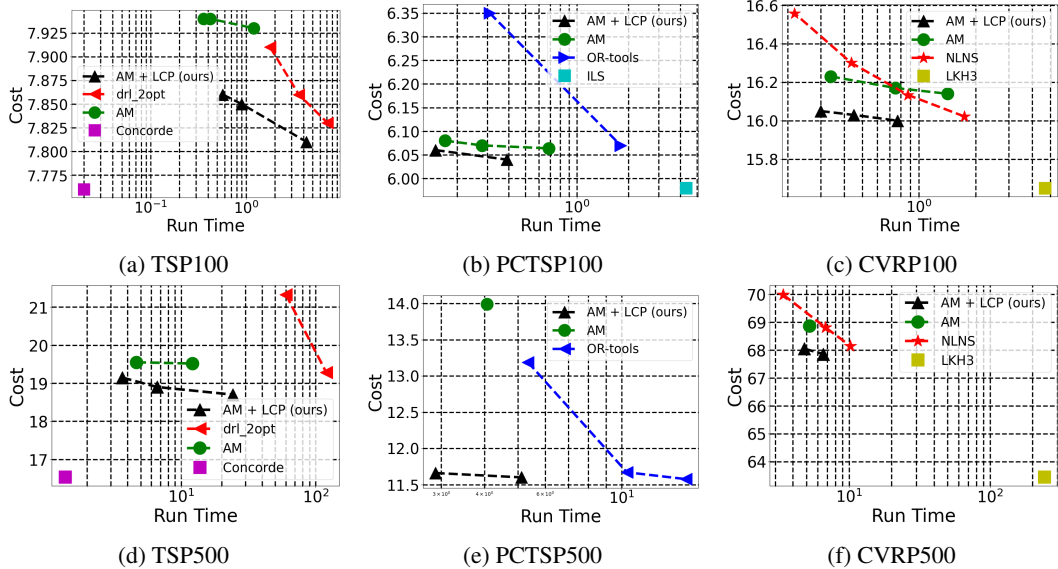 7.925
7.900
7.875
7.850
7.825
7.800
7.775
Cost
AM + LCP (ours)
drl_2opt
AM
Concorde
10⁻¹
10⁰
Run Time
(a) TSP100
6.35
6.30
6.25
6.20
6.15
6.10
6.05
6.00
Cost
AM + LCP (ours)
AM
OR-tools
ILS
10⁰
Run Time
(b) PCTSP100
16.6
16.4
16.2
16.0
15.8
Cost
AM + LCP (ours)
AM
NLNS
LKH3
10⁰
Run Time
(c) CVRP100
21
20
19
18
17
Cost
AM + LCP (ours)
drl_2opt
AM
Concorde
10¹
10²
Run Time
(d) TSP500
14.0
13.5
13.0
12.5
12.0
11.5
Cost
AM + LCP (ours)
AM
OR-tools
3 × 10⁰
4 × 10⁰
6 × 10⁰
10¹
Run Time
(e) PCTSP500
70
69
68
67
66
65
64
Cost
AM + LCP (ours)
AM
NLNS
LKH3
10¹
10²
Run Time
(f) CVRP500